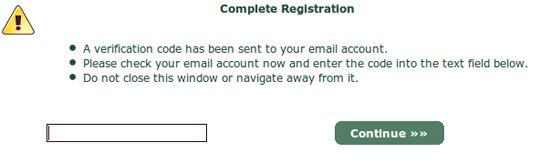 Complete Registration
A verification code has been sent to your email account.
Please check your email account now and enter the code into the text field below.
Do not close this window or navigate away from it.
Continue »»